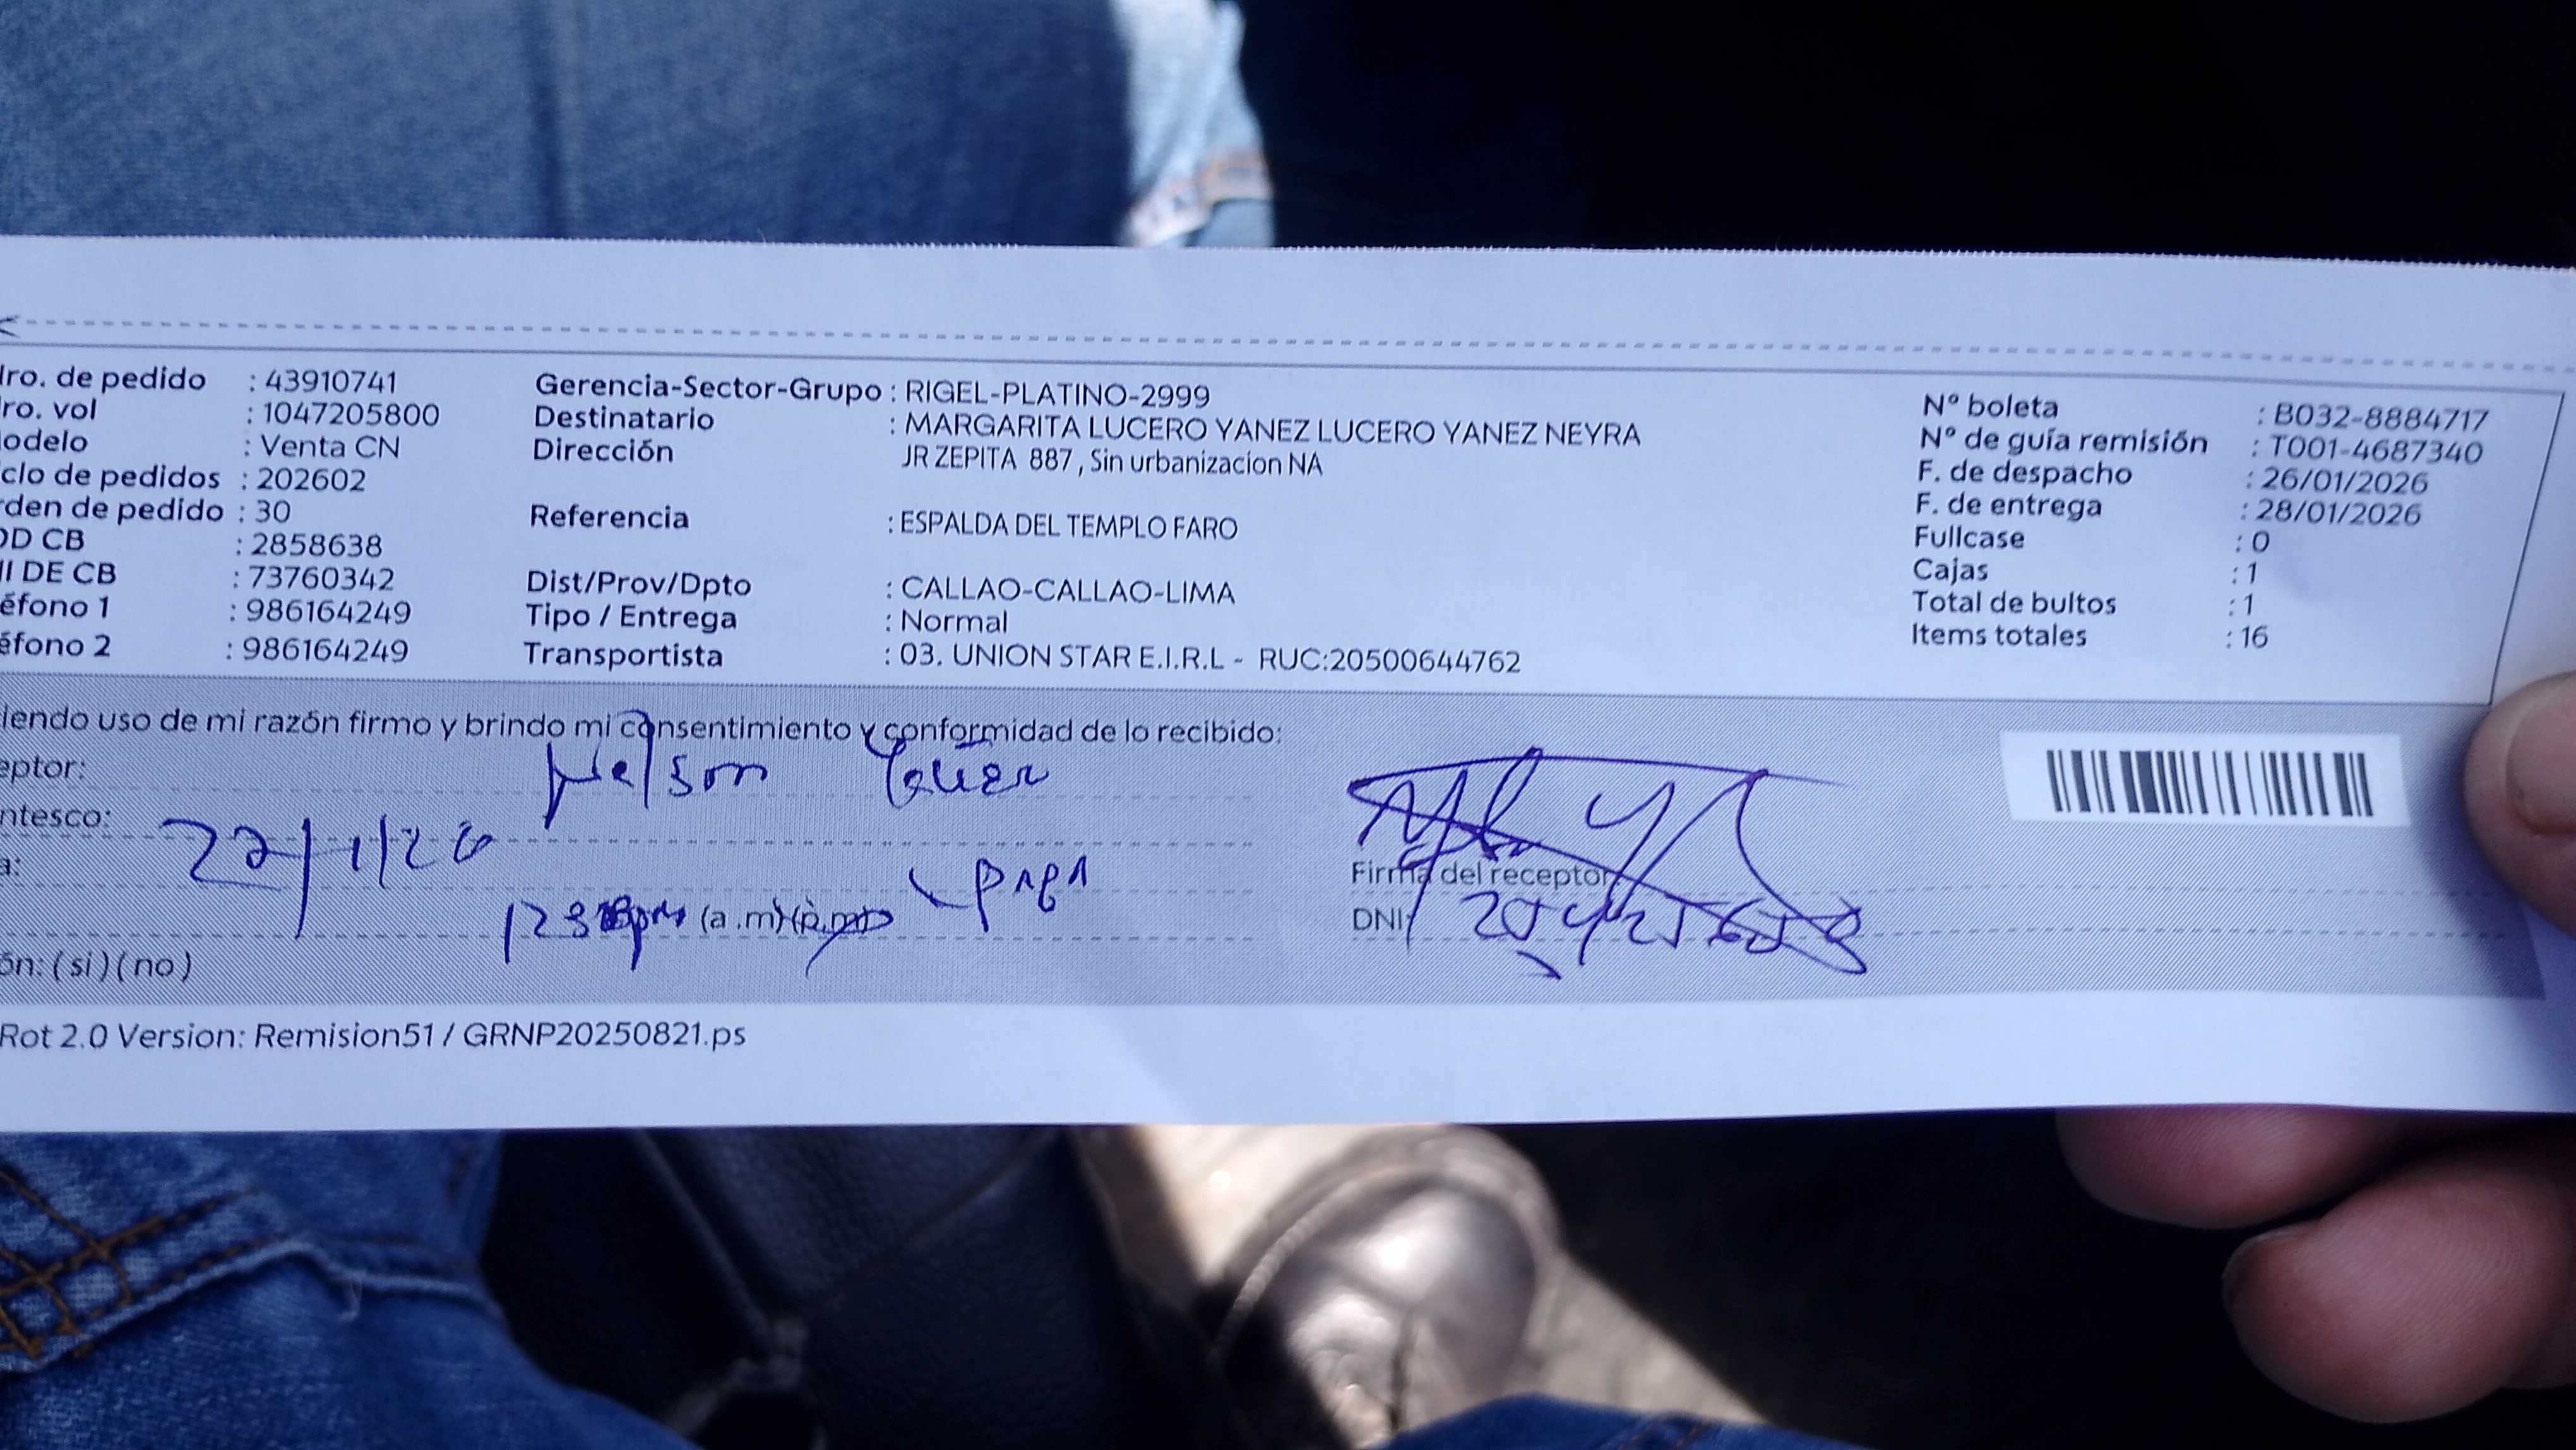 Nro. de pedido : 43910741
ro. vol : 1047205800
odelo : Venta CN
clo de pedidos : 202602
rden de pedido : 30
OD CB : 2858638
NI DE CB : 73760342
éfono 1 : 986164249
éfono 2 : 986164249
Gerencia-Sector-Grupo : RIGEL-PLATINO-2999
Destinatario : MARGARITA LUCERO YANEZ LUCERO YANEZ NEYRA
Dirección JR ZEPITA 887 , Sin urbanizacion NA
Referencia : ESPALDA DEL TEMPLO FARO
Dist/Prov/Dpto : CALLAO-CALLAO-LIMA
Tipo / Entrega : Normal
Transportista : 03. UNION STAR E.I.R.L - RUC:20500644762
Nº boleta : B032-8884717
Nº de guía remisión : T001-4687340
F. de despacho : 26/01/2026
F. de entrega : 28/01/2026
Fullcase : 0
Cajas : 1
Total de bultos : 1
Items totales : 16
iendo uso de mi razón firmo y brindo mi consentimiento y conformidad de lo recibido:
eptor: Nelson
ntesco:
a:
(a.m)(p.m)
ón: (si)(no)
Firma del receptor
DNI
Rot 2.0 Version: Remision51 / GRNP20250821.ps